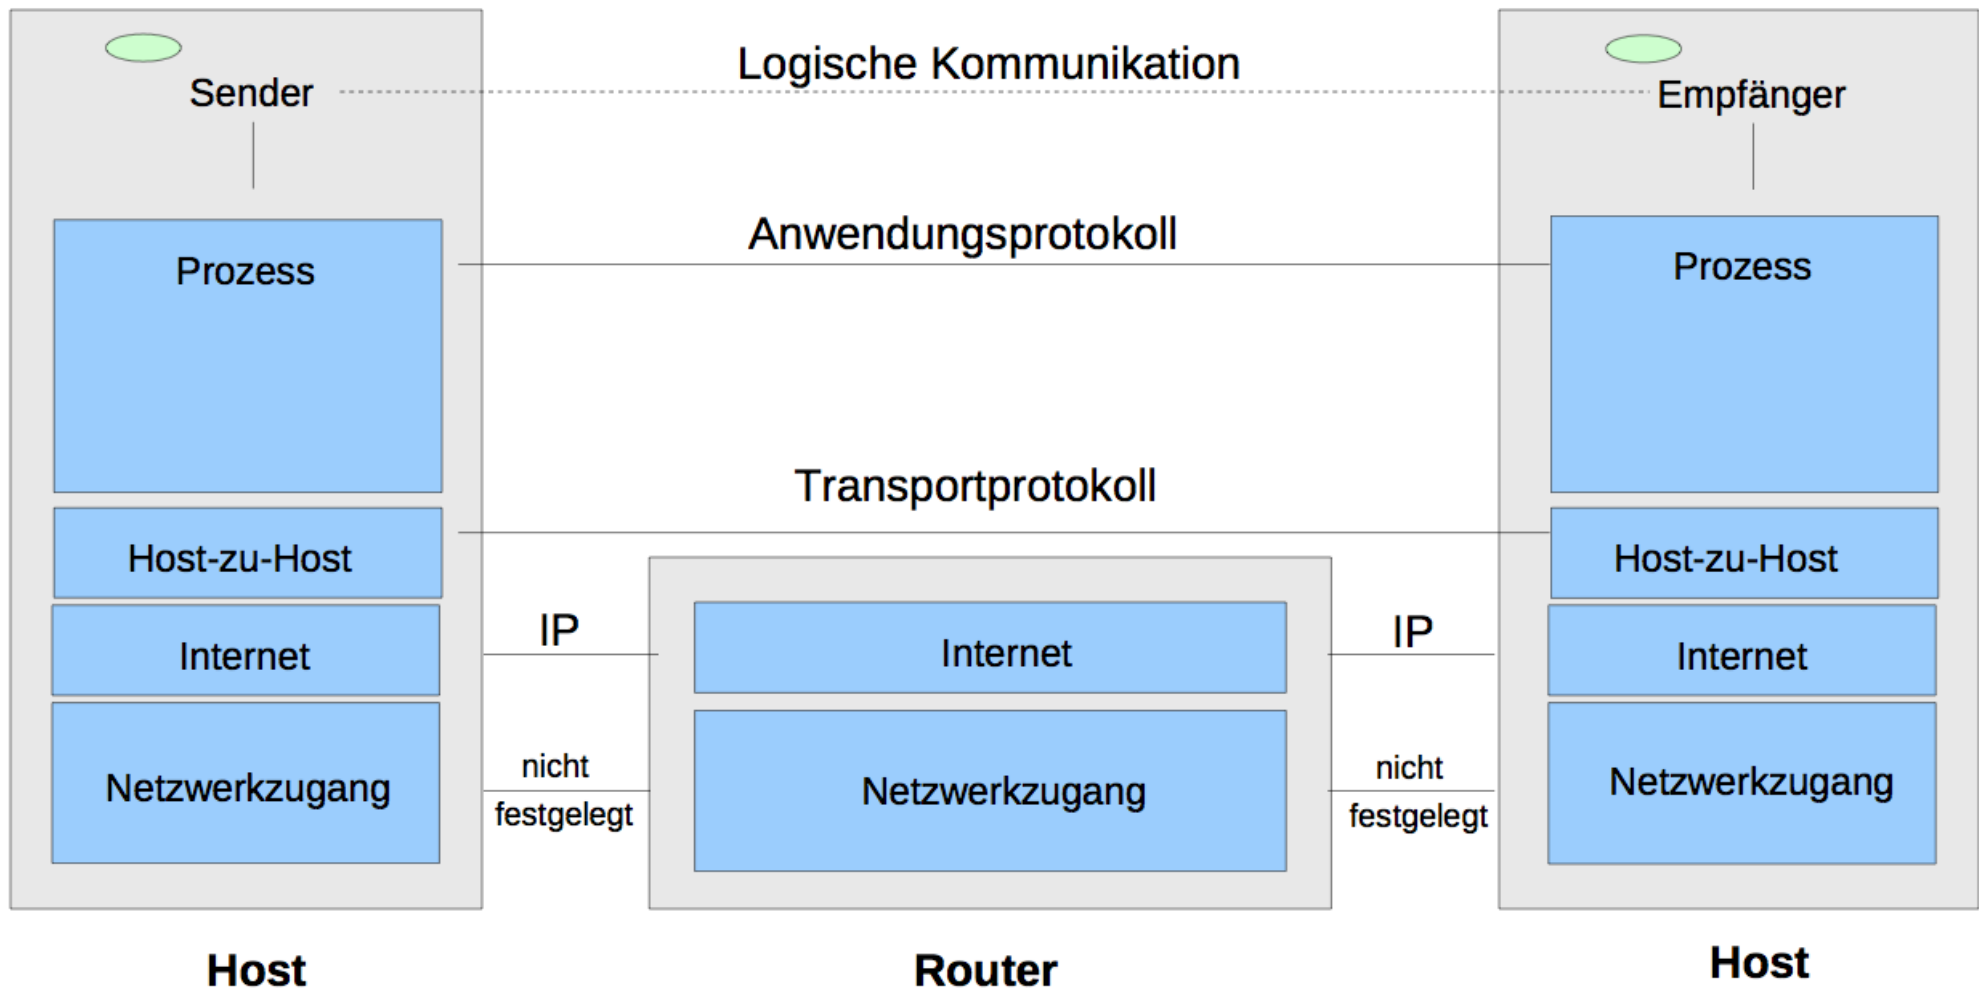 Logische Kommunikation
Sender
Empfänger
Anwendungsprotokoll
Prozess
Prozess
Transportprotokoll
Host-zu-Host
Host-zu-Host
IP
IP
Internet
Internet
Internet
nicht
festgelegt
nicht
festgelegt
Netzwerkzugang
Netzwerkzugang
Netzwerkzugang
Host
Router
Host